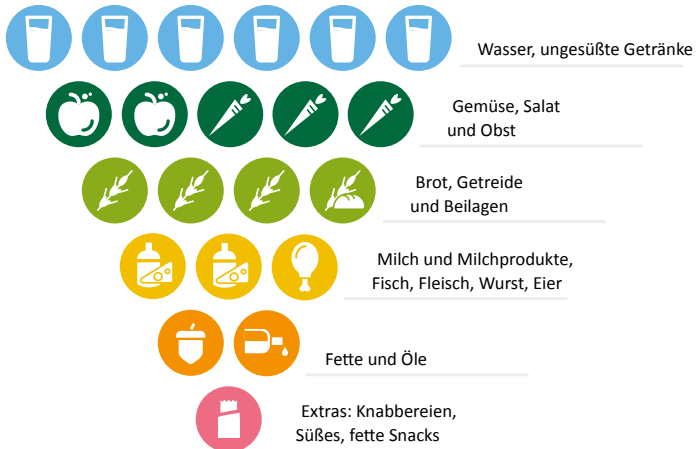 Wasser, ungesüßte Getränke
Gemüse, Salat
und Obst
Brot, Getreide
und Beilagen
Milch und Milchprodukte,
Fisch, Fleisch, Wurst, Eier
Fette und Öle
Extras: Knabbereien,
Süßes, fette Snacks